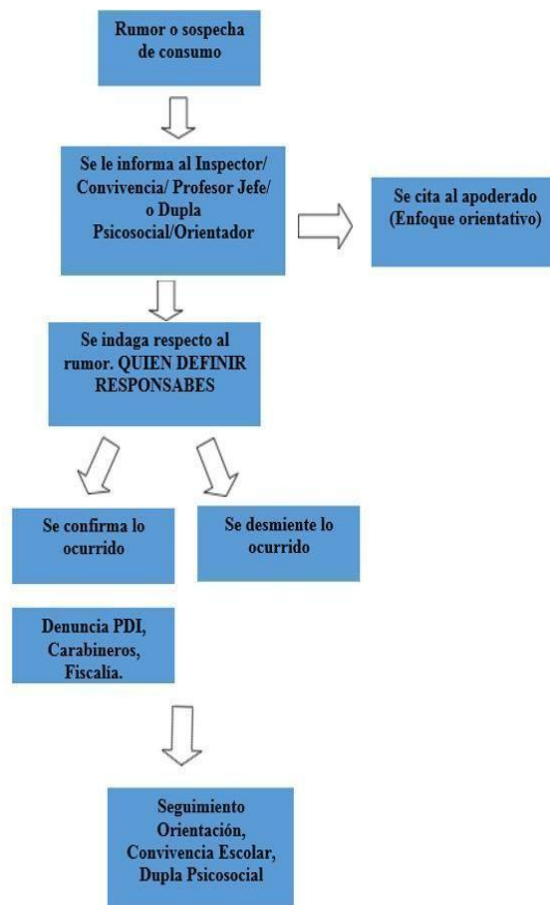 Rumor o sospecha
de consumo
Se le informa al Inspector/
Convivencia/ Profesor Jefe/
o Dupla
Psicosocial/Orientador
Se cita al apoderado
(Enfoque orientativo)
Se indaga respecto al
rumor. QUIEN DEFINIR
RESPONSABES
Se confirma lo
ocurrido
Se desmiente lo
ocurrido
Denuncia PDI,
Carabineros,
Fiscalía.
Seguimiento
Orientación,
Convivencia Escolar,
Dupla Psicosocial